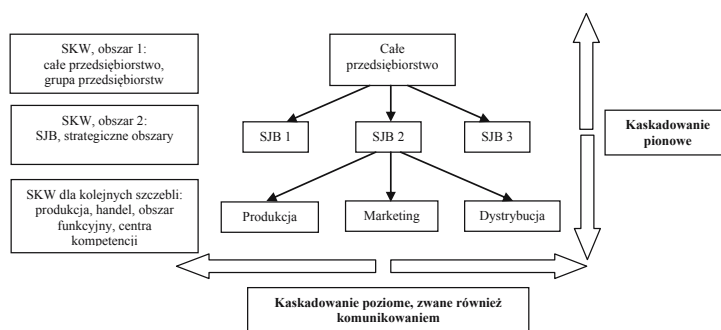 SKW, obszar 1:
całe przedsiębiorstwo,
grupa przedsiębiorstw
Całe
przedsiębiorstwo
SKW, obszar 2:
SJB, strategiczne obszary
SJB 1
SJB 2
SJB 3
Kaskadowanie
pionowe
SKW dla kolejnych szczebli:
produkcja, handel, obszar
funkcyjny, centra
kompetencji
Produkcja
Marketing
Dystrybucja
Kaskadowanie poziome, zwane również
komunikowaniem